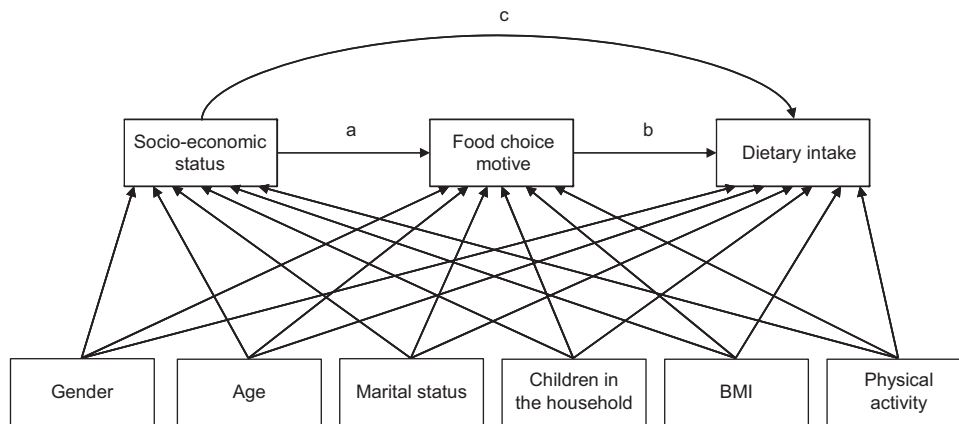 c
a
b
Socio-economic
status
Food choice
motive
Dietary intake
Gender
Age
Marital status
Children in
the household
BMI
Physical
activity